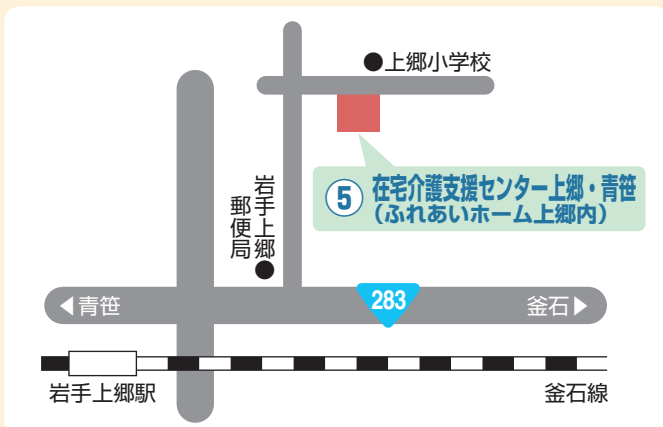 上郷小学校
⑤ 在宅介護支援センター上郷・青笹
(ふれあいホーム上郷内)
岩手上郷
郵便局
◀青笹
283
釜石▶
岩手上郷駅
釜石線